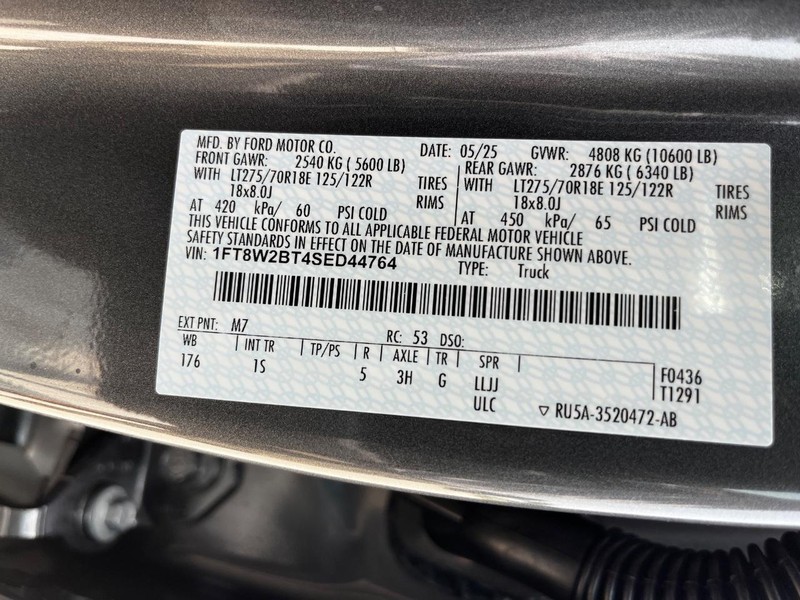 MFD. BY FORD MOTOR CO. DATE: 05/25 GVWR: 4808 KG (10600 LB)
FRONT GAWR: 2540 KG ( 5600 LB) REAR GAWR: 2876 KG ( 6340 LB)
WITH LT275/70R18E 125/122R TIRES WITH LT275/70R18E 125/122R TIRES
18x8.0J RIMS 18x8.0J RIMS
AT 420 kPa/ 60 PSI COLD AT 450 kPa/ 65 PSI COLD
THIS VEHICLE CONFORMS TO ALL APPLICABLE FEDERAL MOTOR VEHICLE
SAFETY STANDARDS IN EFFECT ON THE DATE OF MANUFACTURE SHOWN ABOVE.
VIN: 1FT8W2BT4SED44764 TYPE: Truck
EXT PNT: M7 RC: 53 DSO:
WB INT TR TP/PS R AXLE TR SPR
176 1S 5 3H G LLJJ F0436
ULC T1291
▽ RU5A-3520472-AB